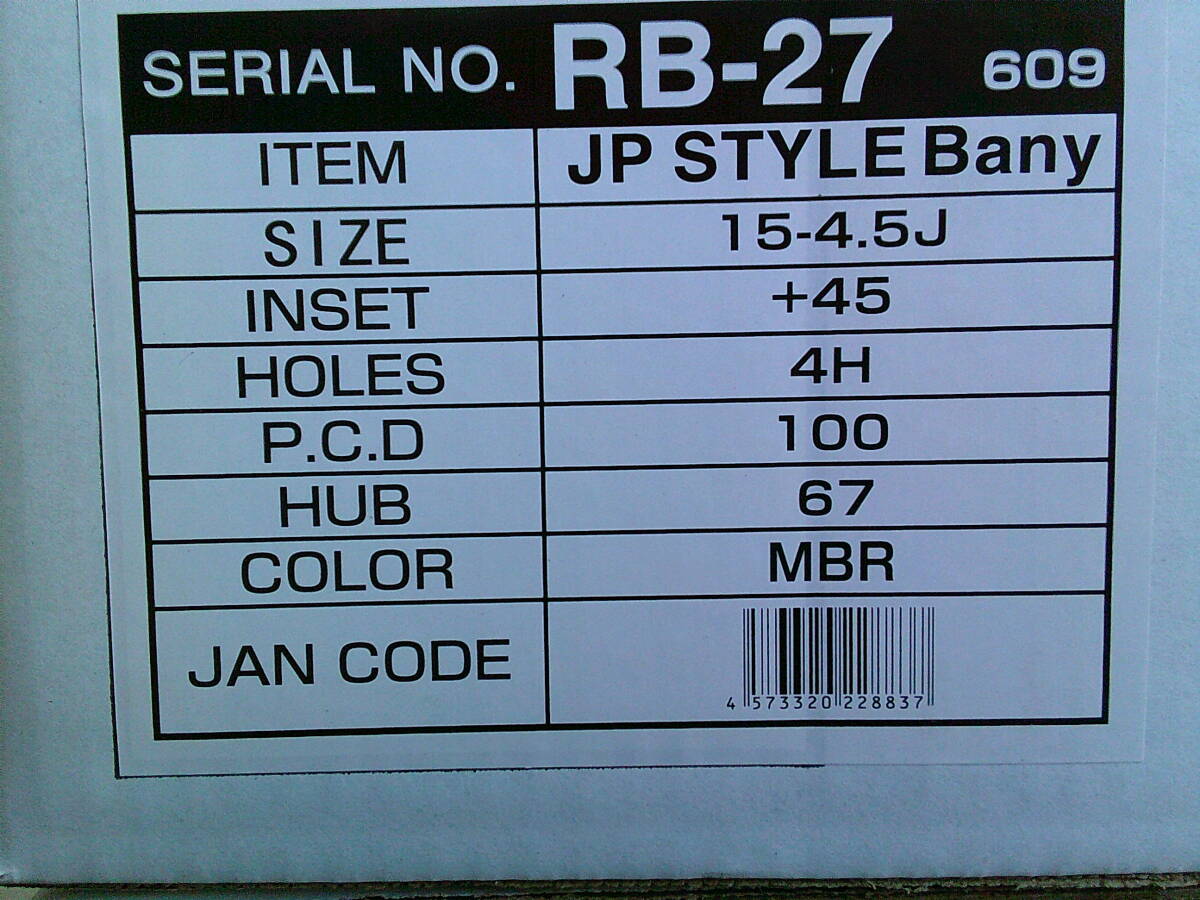 SERIAL NO. RB-27 609
ITEM JP STYLE Bany
SIZE 15-4.5J
INSET +45
HOLES 4H
P.C.D 100
HUB 67
COLOR MBR
JAN CODE
4 573320 228837